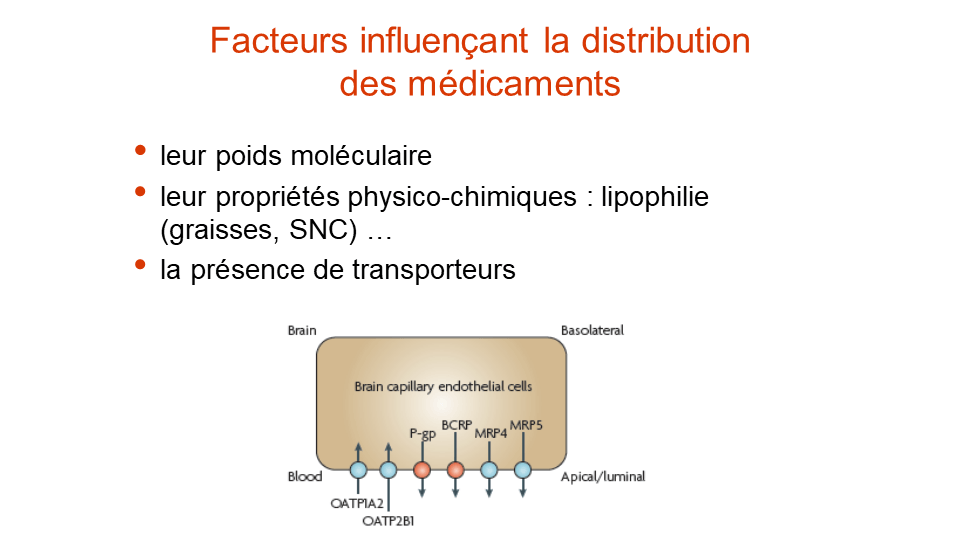 Facteurs influençant la distribution
des médicaments
• leur poids moléculaire
• leur propriétés physico-chimiques : lipophilie
(graisses, SNC) …
• la présence de transporteurs
Brain
Basolateral
Brain capillary endothelial cells
P-gp
BCRP
MRP4
MRP5
Blood
Apical/luminal
OATP1A2
OATP2B1